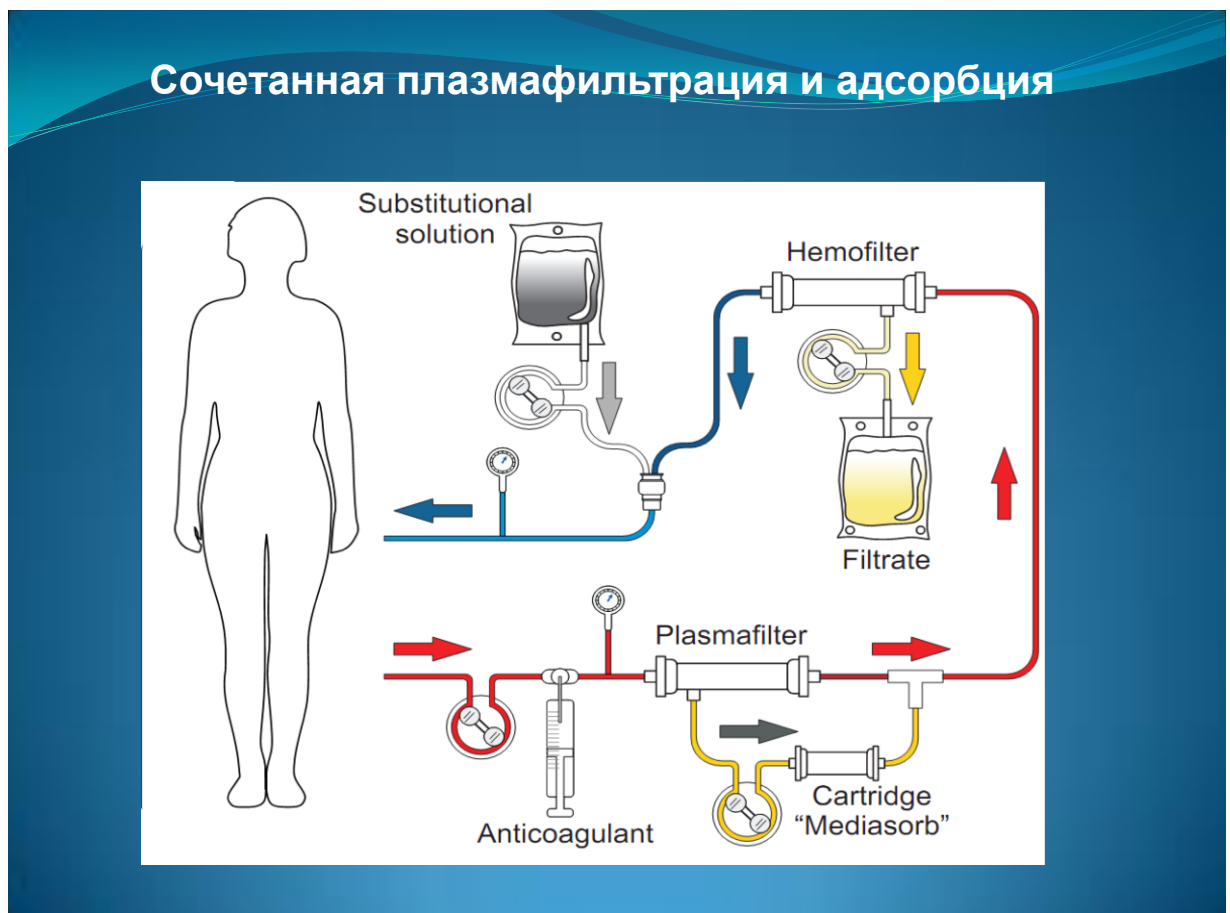 Сочетанная плазмафильтрация и адсорбция
Substitutional
solution
Hemofilter
Filtrate
Plasmafilter
Cartridge
“Mediasorb”
Anticoagulant